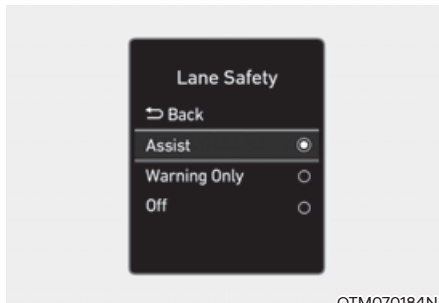 Lane Safety
Back
Assist
Warning Only
Off
OTM070184N